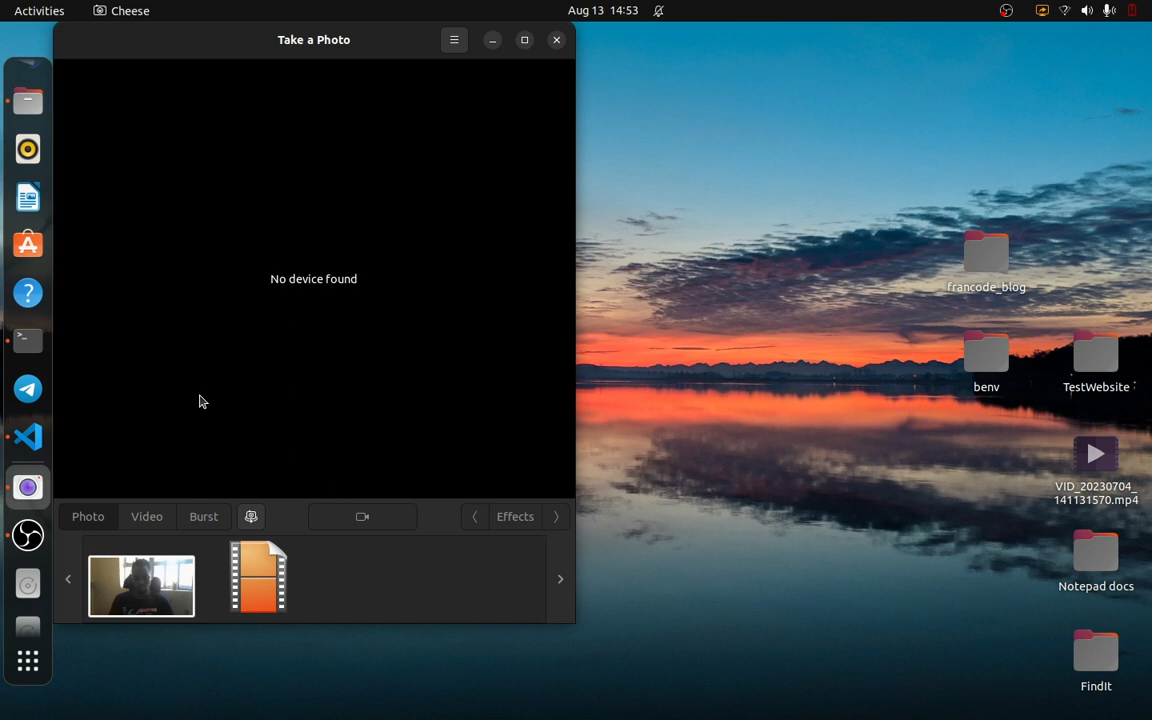 Activities
Cheese
Aug 13 14:53
Take a Photo
No device found
Photo
Video
Burst
Effects
francode_blog
benv
TestWebsite
VID_20230704_
141131570.mp4
Notepad docs
FindIt